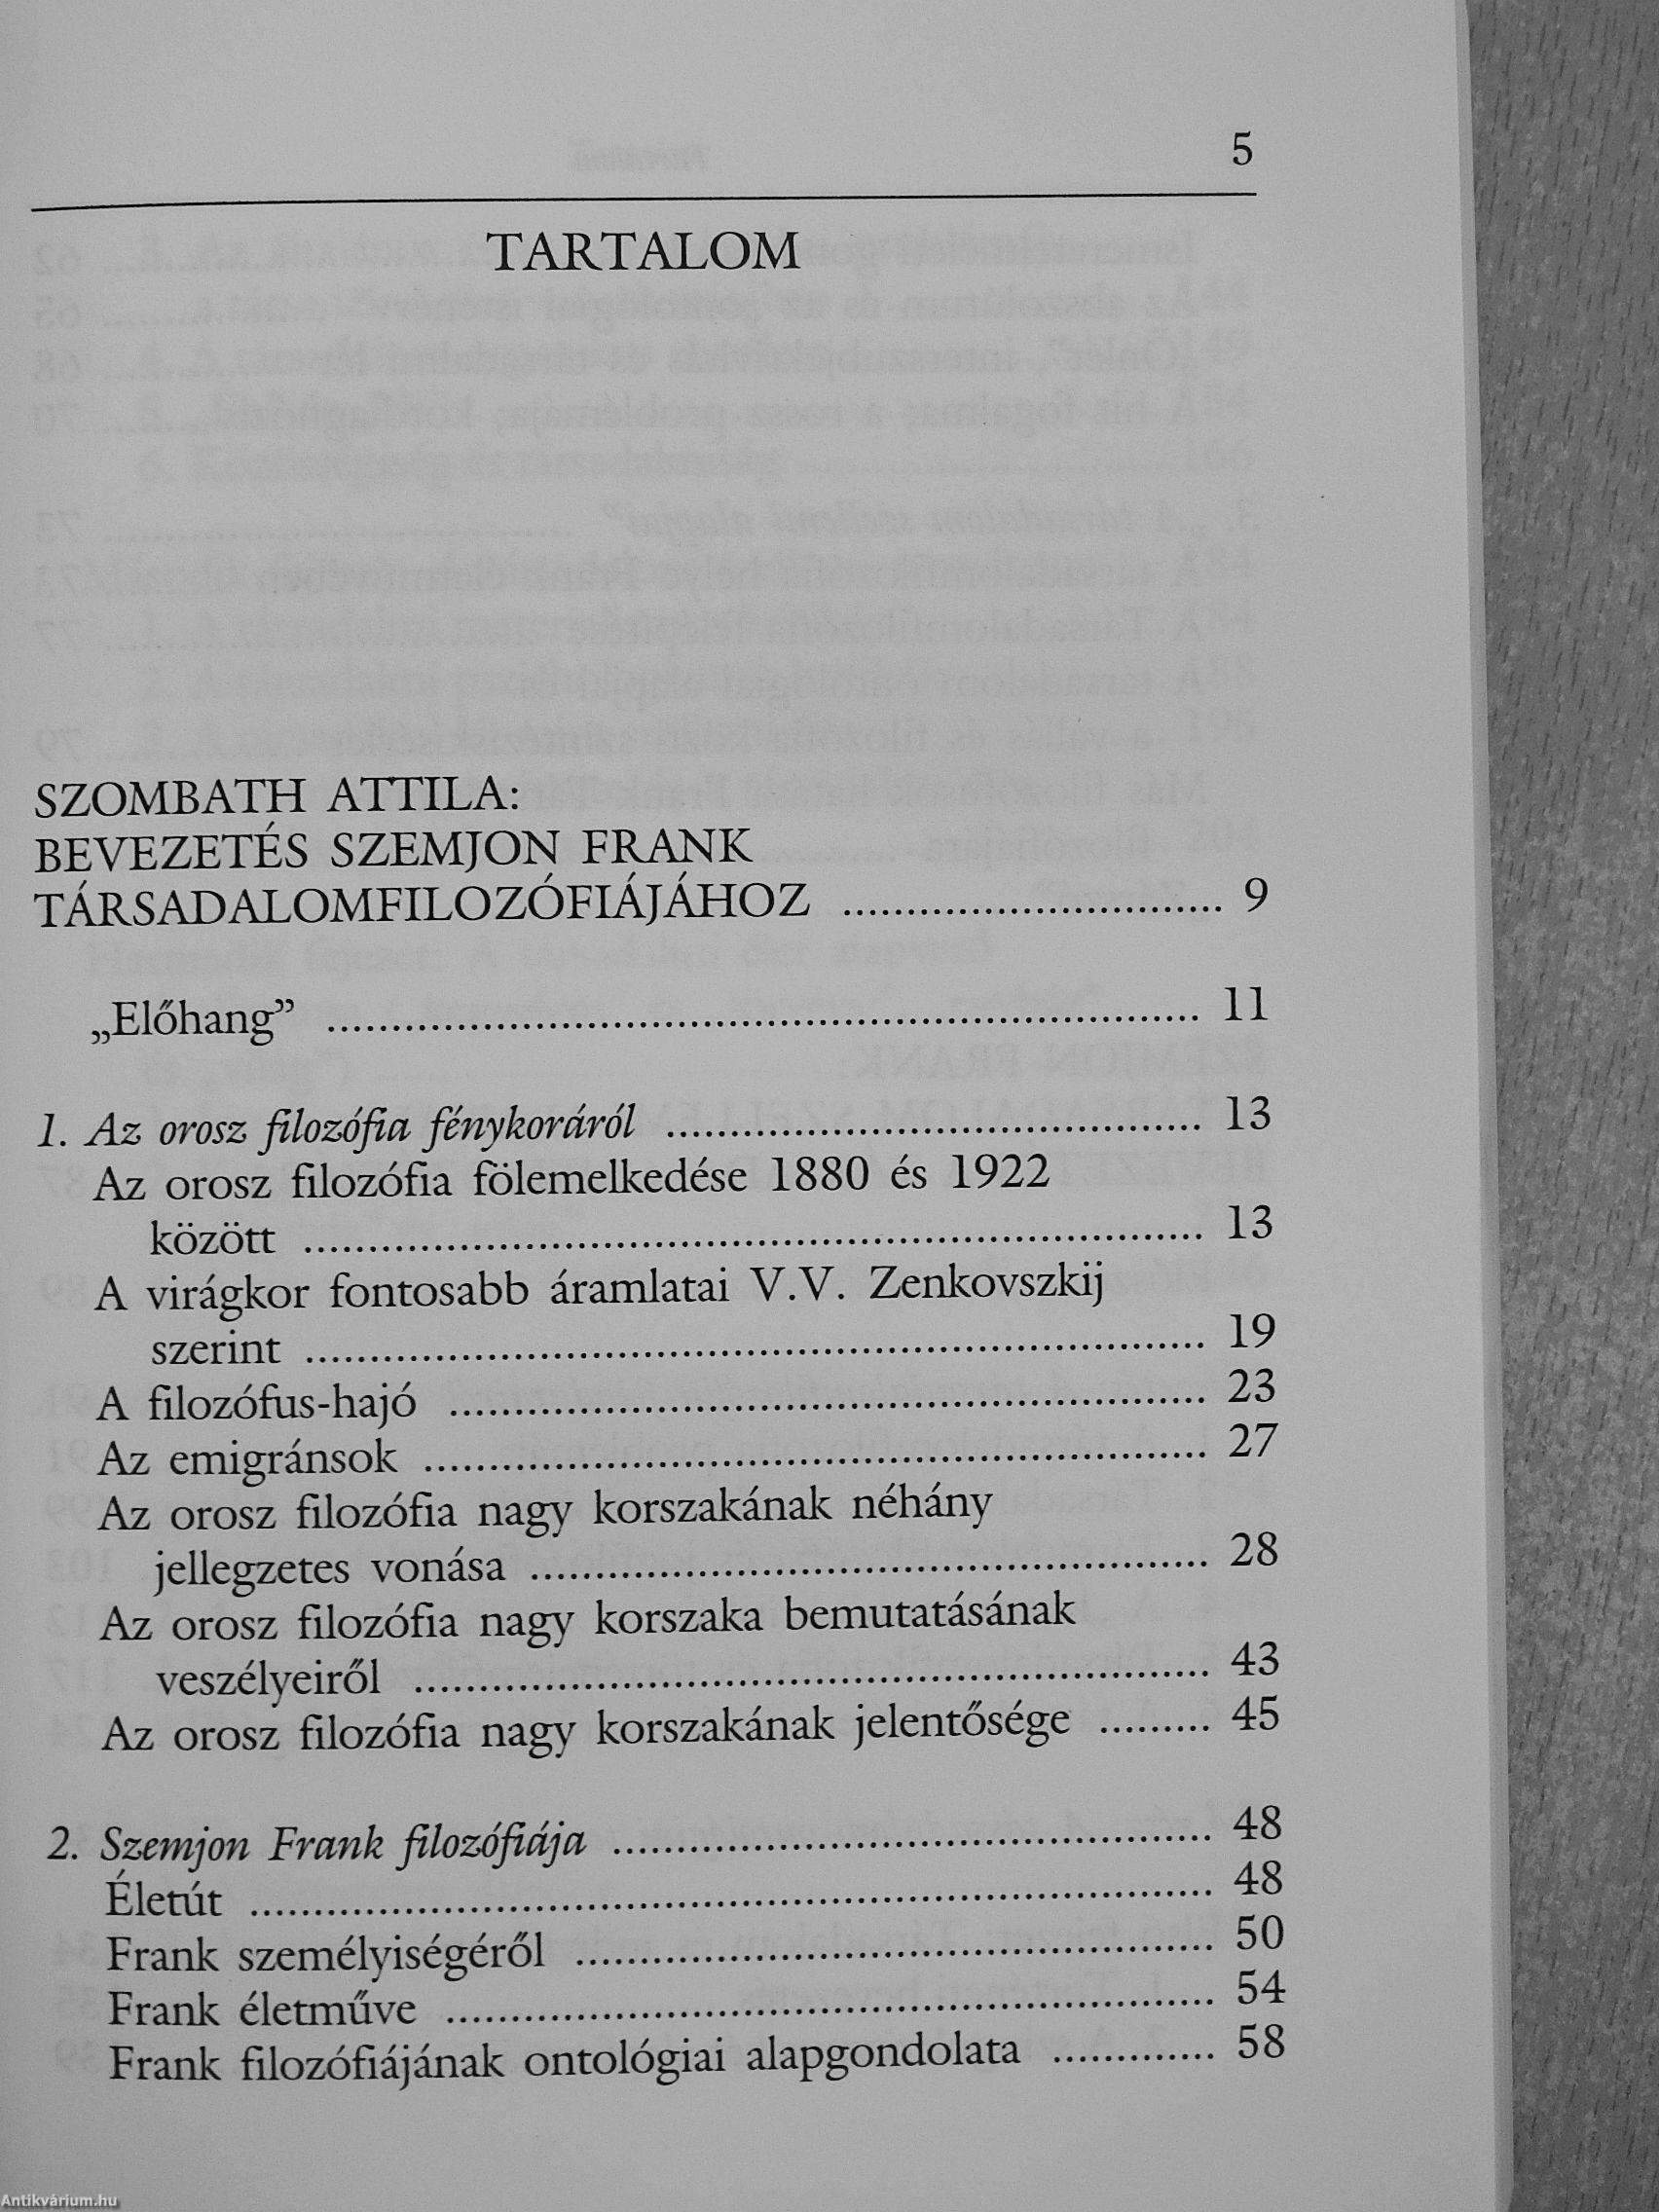 5
TARTALOM
SZOMBATH ATTILA:
BEVEZETÉS SZEMJON FRANK
TÁRSADALOMFILOZÓFIÁJÁHOZ .............................. 9
„Előhang” ..................................................................... 11
1. Az orosz filozófia fénykoráról .......................................... 13
Az orosz filozófia fölemelkedése 1880 és 1922
között ....................................................................... 13
A virágkor fontosabb áramlatai V.V. Zenkovszkij
szerint ....................................................................... 19
A filozófus-hajó ............................................................ 23
Az emigránsok .............................................................. 27
Az orosz filozófia nagy korszakának néhány
jellegzetes vonása ..................................................... 28
Az orosz filozófia nagy korszaka bemutatásának
veszélyeiről ............................................................... 43
Az orosz filozófia nagy korszakának jelentősége ......... 45
2. Szemjon Frank filozófiája ............................................... 48
Életút ............................................................................ 48
Frank személyiségéről .................................................. 50
Frank életműve ............................................................. 54
Frank filozófiájának ontológiai alapgondolata ............. 58
Antikvárium.hu